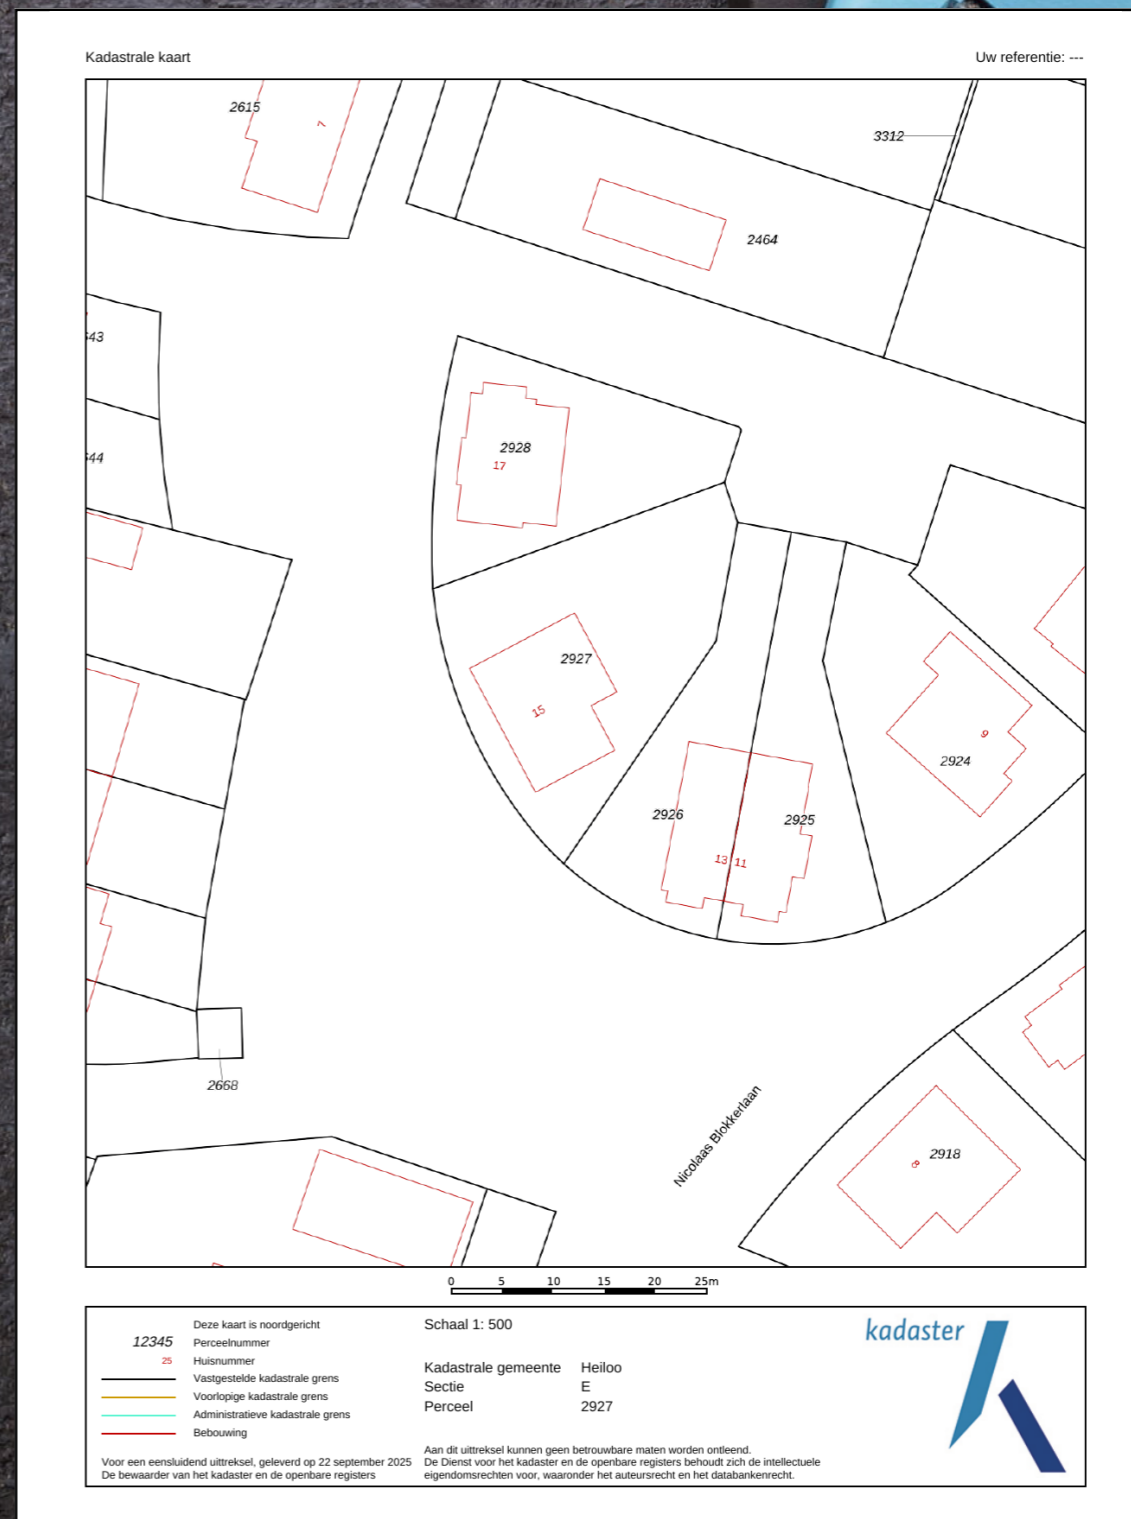 Kadastrale kaart
Uw referentie: ---
2615
7
3312
2464
2928
17
2927
15
2924
9
2926
2925
13
11
2668
Nicolaas Blokkerlaan
2918
8
0 5 10 15 20 25m
Deze kaart is noordgericht
12345 Perceelnummer
25 Huisnummer
Vastgestelde kadastrale grens
Voorlopige kadastrale grens
Administratieve kadastrale grens
Bebouwing
Voor een eensluidend uittreksel, geleverd op 22 september 2025
De bewaarder van het kadaster en de openbare registers
Schaal 1: 500
Kadastrale gemeente Heiloo
Sectie E
Perceel 2927
Aan dit uittreksel kunnen geen betrouwbare maten worden ontleend.
De Dienst voor het kadaster en de openbare registers behoudt zich de intellectuele
eigendomsrechten voor, waaronder het auteursrecht en het databankenrecht.
kadaster